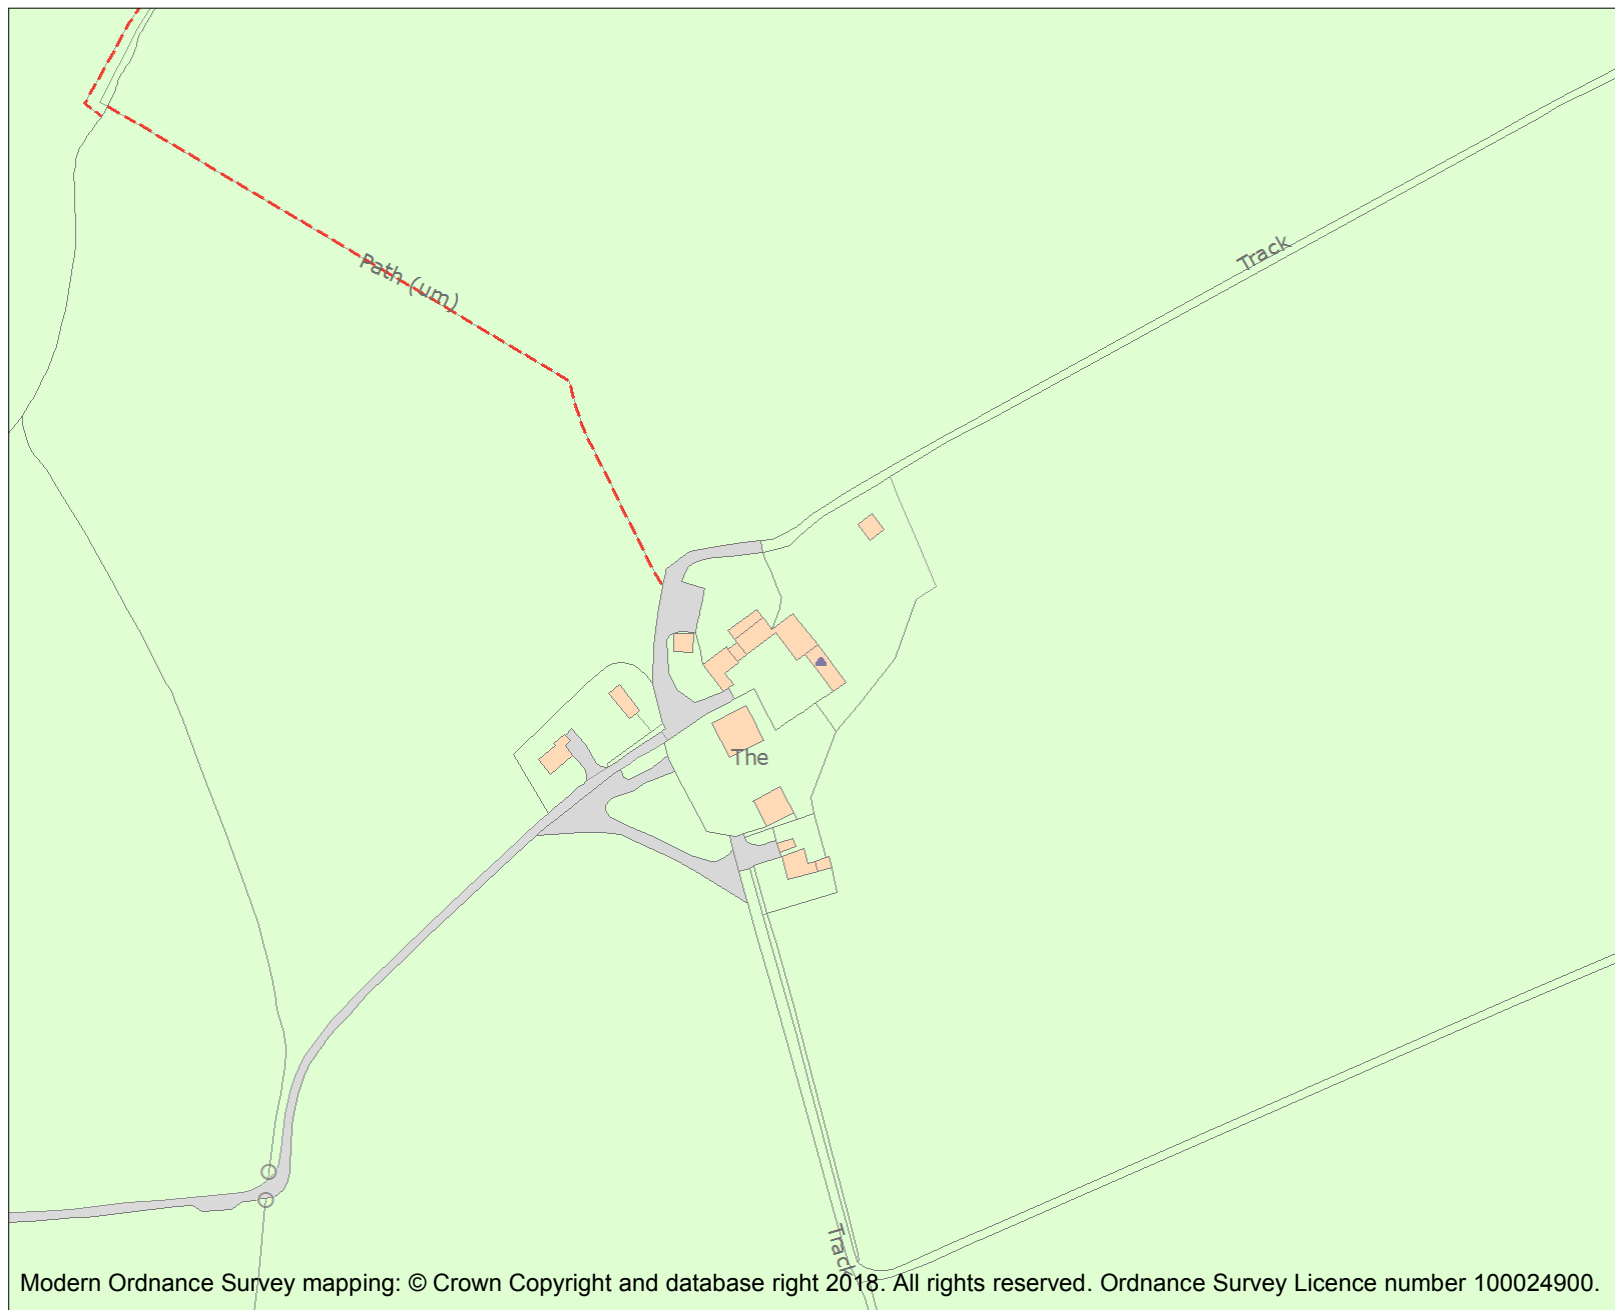 Track
Path (um)
The
Track
Modern Ordnance Survey mapping: © Crown Copyright and database right 2018. All rights reserved. Ordnance Survey Licence number 100024900.